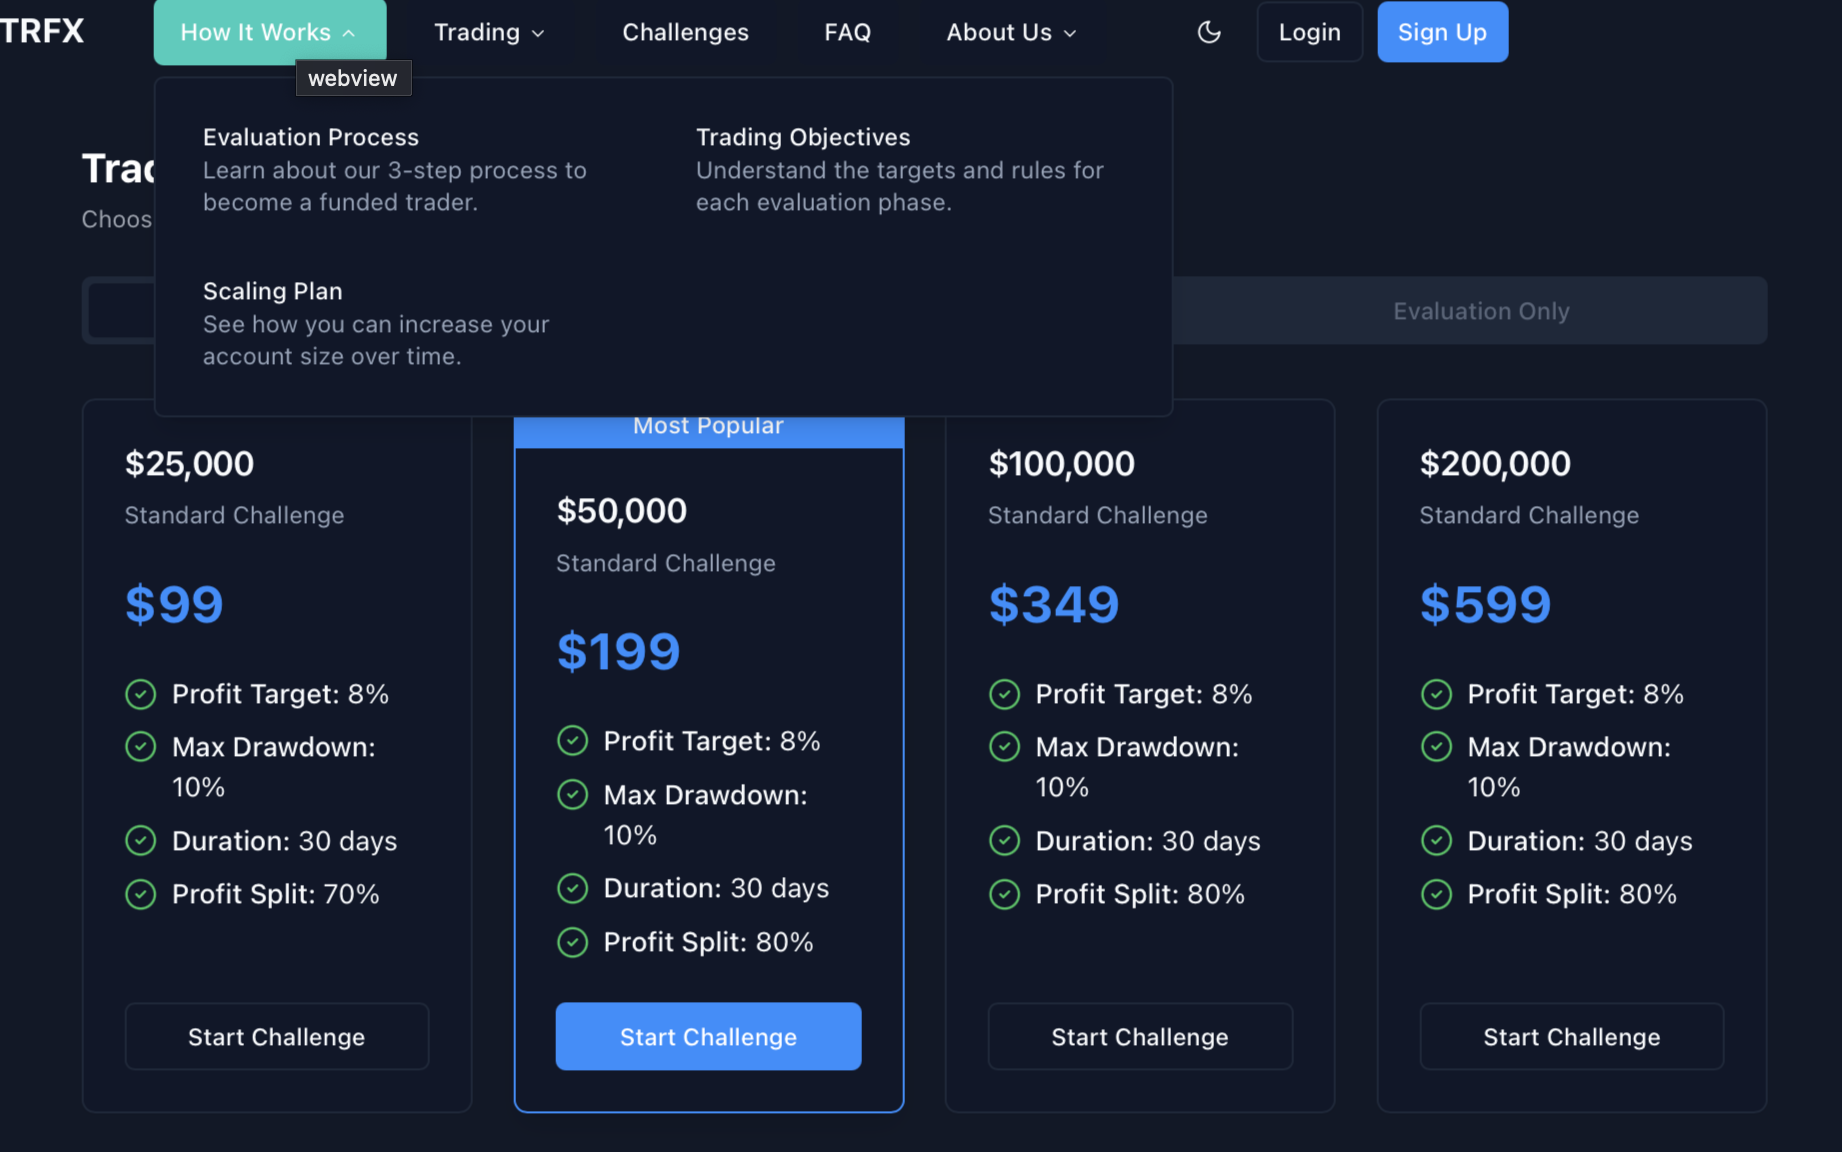 TRFX
How It Works
Trading
Challenges
FAQ
About Us
Login
Sign Up
webview
Evaluation Process
Learn about our 3-step process to
become a funded trader.
Trading Objectives
Understand the targets and rules for
each evaluation phase.
Scaling Plan
See how you can increase your
account size over time.
Evaluation Only
$25,000
Standard Challenge
$99
Profit Target: 8%
Max Drawdown:
10%
Duration: 30 days
Profit Split: 70%
Start Challenge
Most Popular
$50,000
Standard Challenge
$199
Profit Target: 8%
Max Drawdown:
10%
Duration: 30 days
Profit Split: 80%
Start Challenge
$100,000
Standard Challenge
$349
Profit Target: 8%
Max Drawdown:
10%
Duration: 30 days
Profit Split: 80%
Start Challenge
$200,000
Standard Challenge
$599
Profit Target: 8%
Max Drawdown:
10%
Duration: 30 days
Profit Split: 80%
Start Challenge